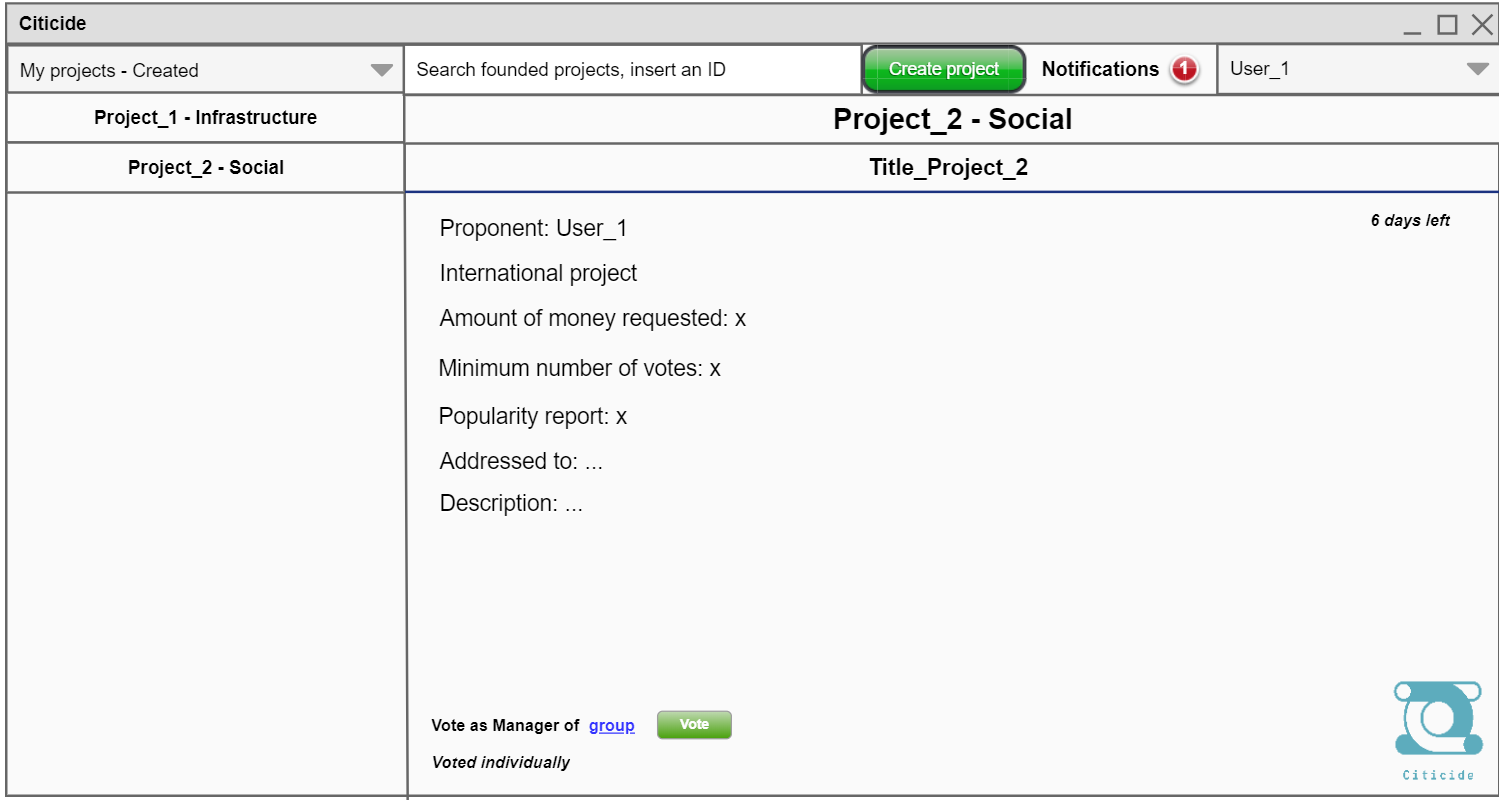 Citicide
My projects - Created
Search founded projects, insert an ID
Create project
Notifications 1
User_1
Project_1 - Infrastructure
Project_2 - Social
Project_2 - Social
Title_Project_2
6 days left
Proponent: User_1
International project
Amount of money requested: x
Minimum number of votes: x
Popularity report: x
Addressed to: ...
Description: ...
Vote as Manager of group Vote
Voted individually
Citicide